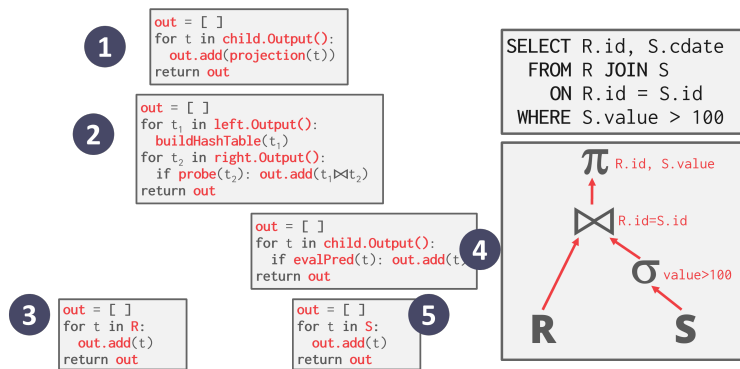 1
out = [ ]
for t in child.Output():
out.add(projection(t))
return out
2
out = [ ]
for t₁ in left.Output():
buildHashTable(t₁)
for t₂ in right.Output():
if probe(t₂): out.add(t₁⋈t₂)
return out
4
out = [ ]
for t in child.Output():
if evalPred(t): out.add(t
return out
3
out = [ ]
for t in R:
out.add(t)
return out
5
out = [ ]
for t in S:
out.add(t)
return out
SELECT R.id, S.cdate
FROM R JOIN S
ON R.id = S.id
WHERE S.value > 100
π R.id, S.value
⋈ R.id=S.id
σ value>100
R S